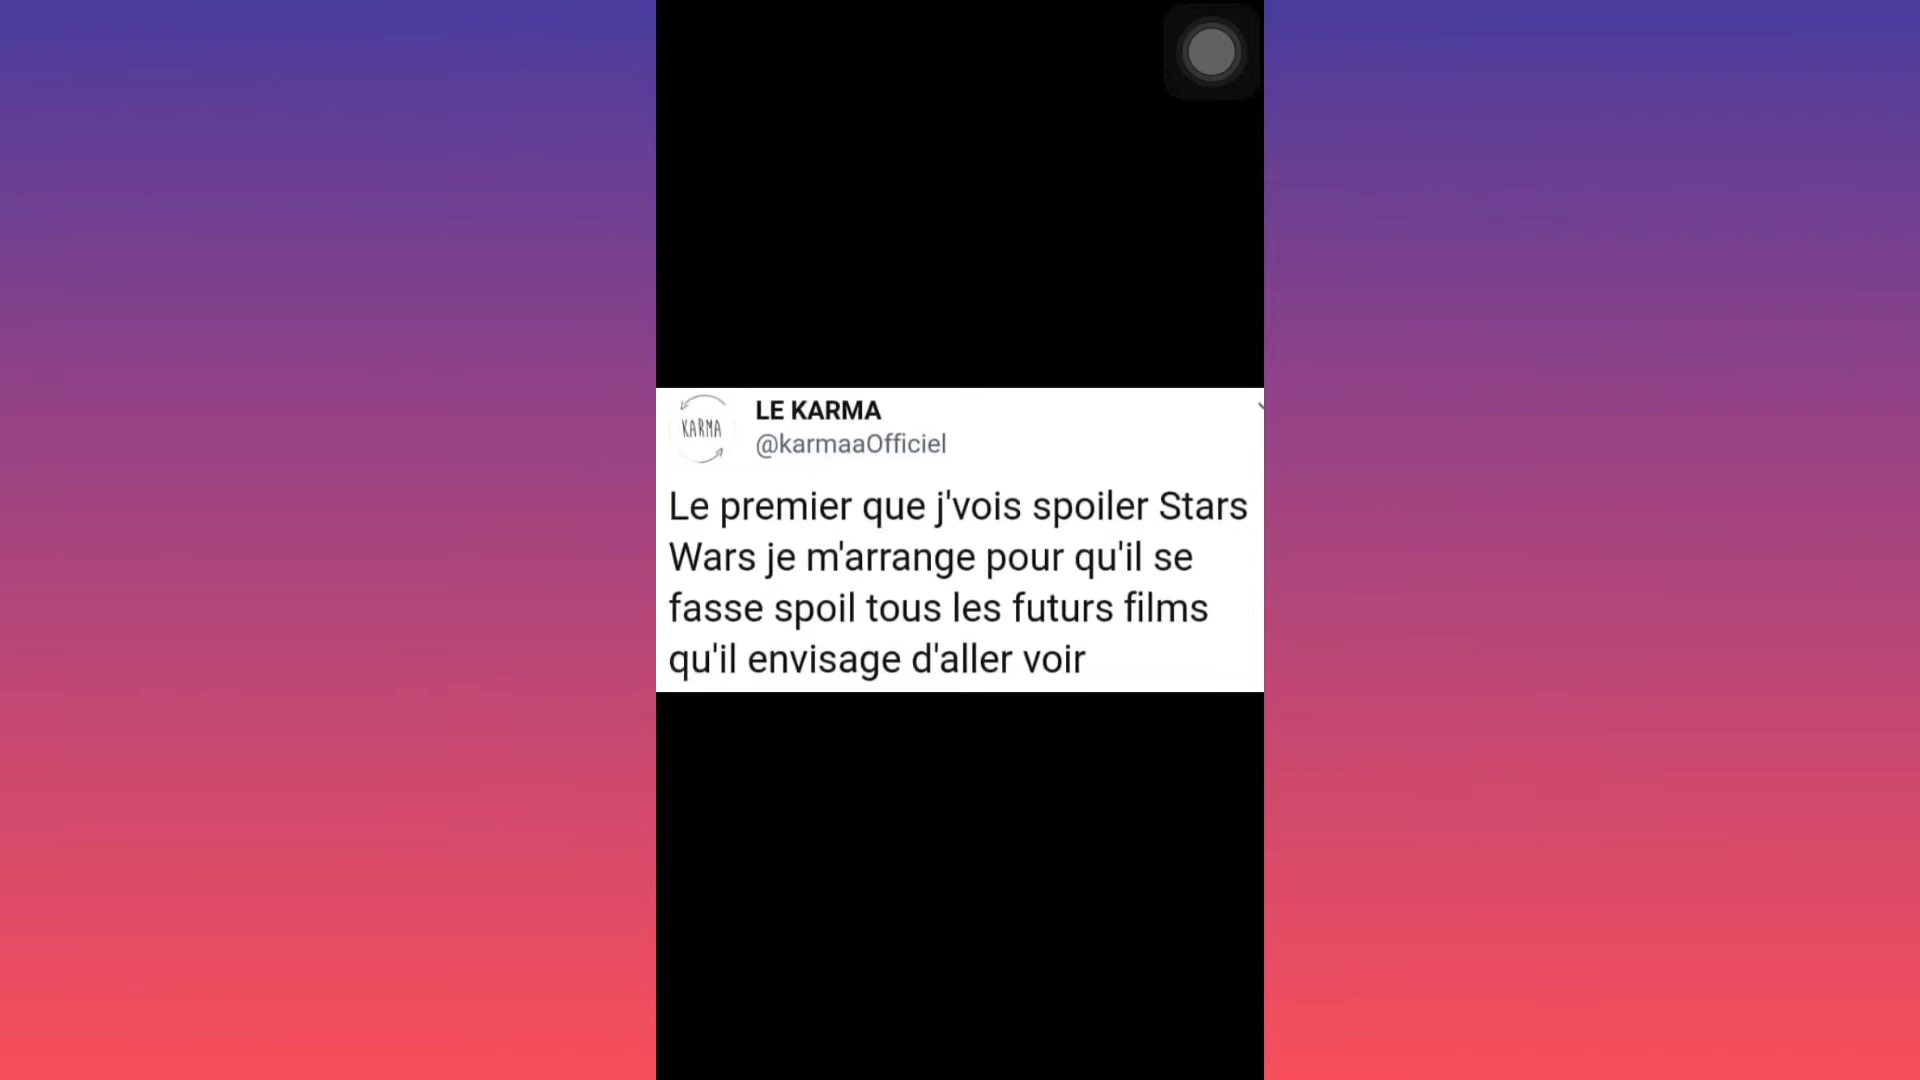 LE KARMA
KARMA
@karmaaOfficiel
Le premier que j'vois spoiler Stars
Wars je m'arrange pour qu'il se
fasse spoil tous les futurs films
qu'il envisage d'aller voir